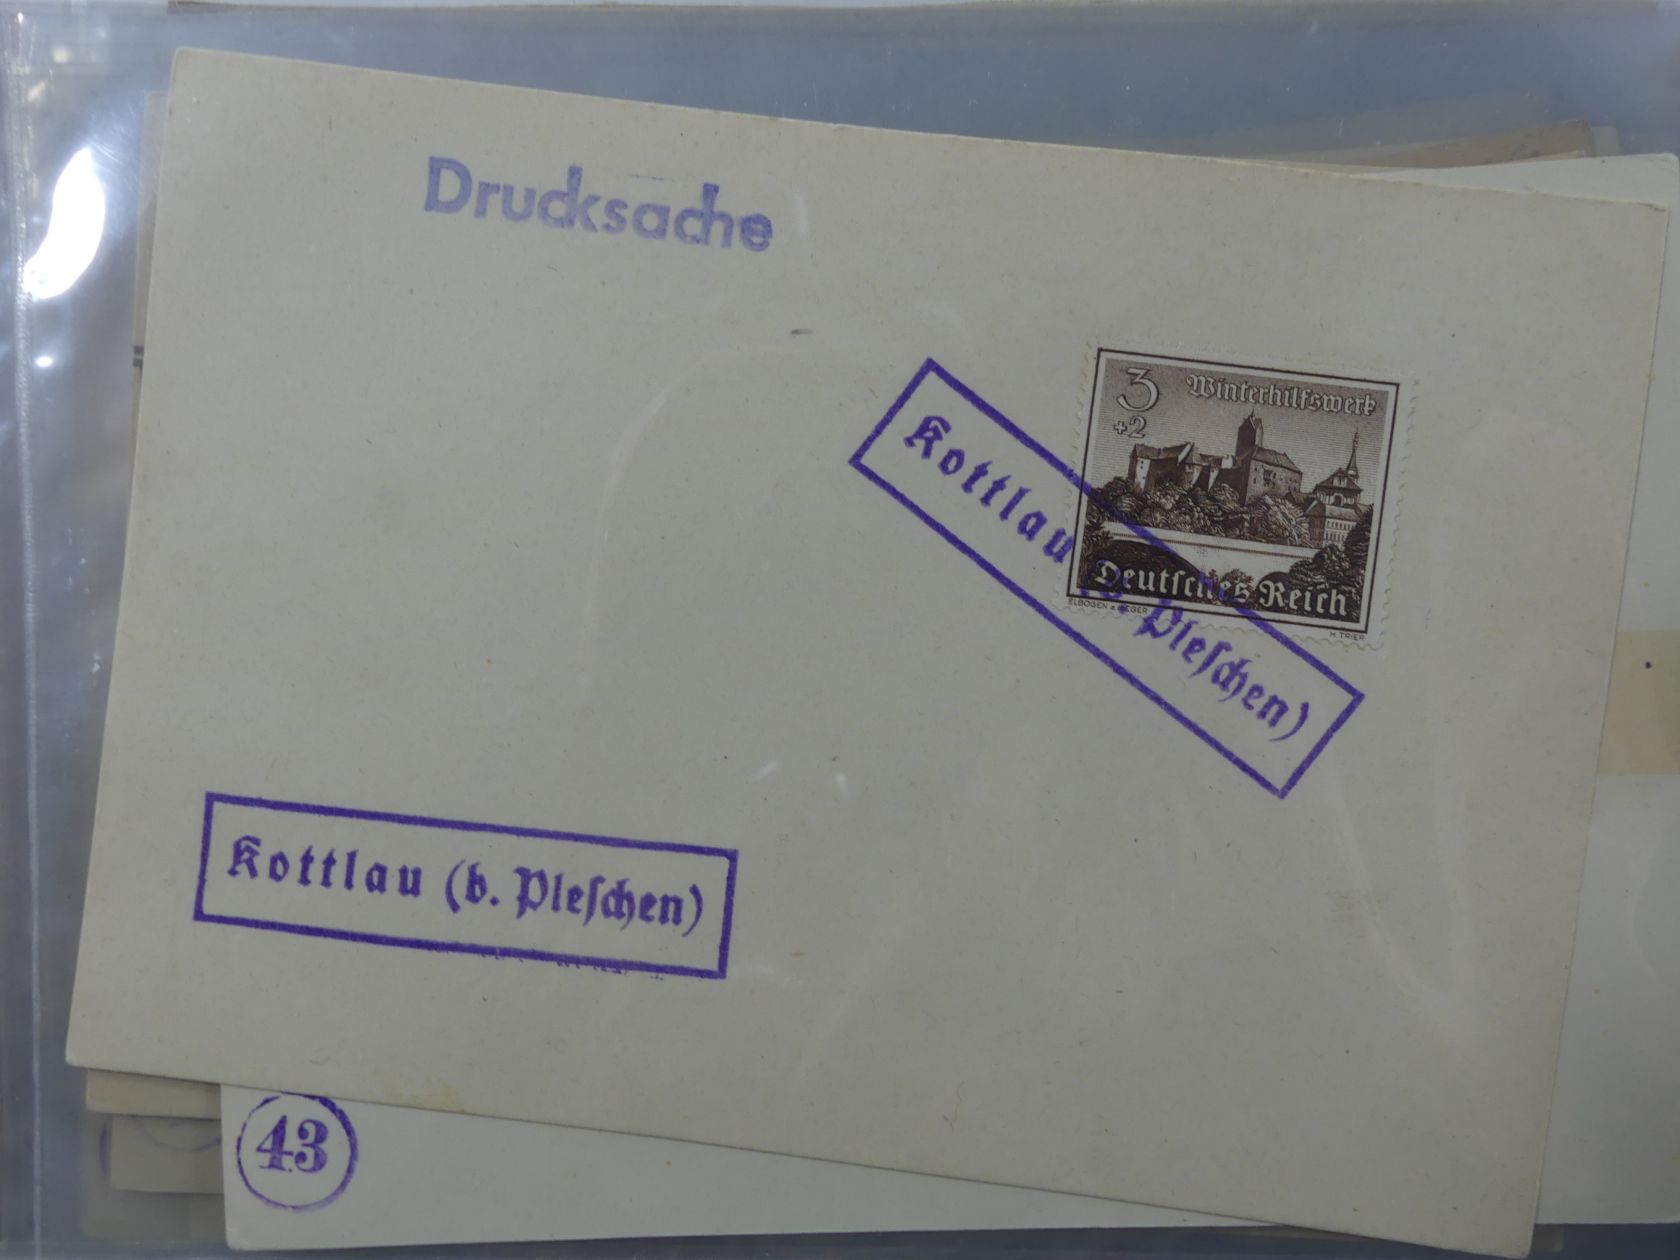 Drucksache
3
+2
Winterhilfswerk
Deutsches Reich
ELBOGEN a. EGER
H. TRIER
Kottlau (b. Pleschen)
Kottlau (b. Pleschen)
43